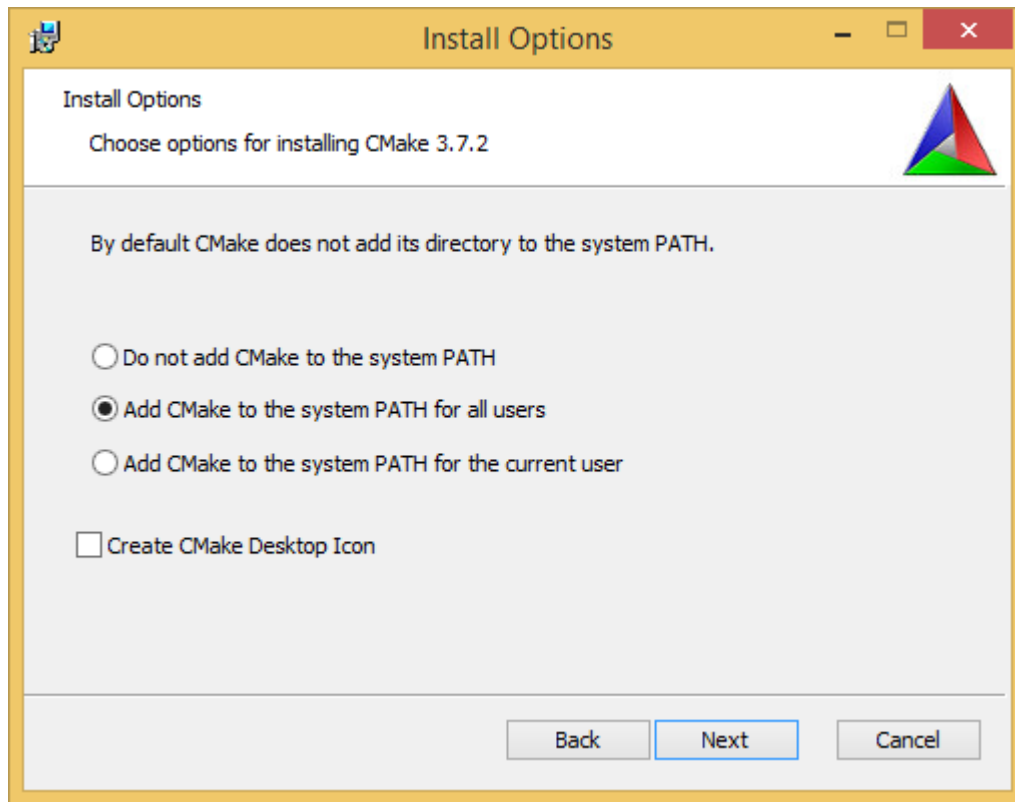 Install Options
Install Options
Choose options for installing CMake 3.7.2
By default CMake does not add its directory to the system PATH.
Do not add CMake to the system PATH
Add CMake to the system PATH for all users
Add CMake to the system PATH for the current user
Create CMake Desktop Icon
Back Next Cancel